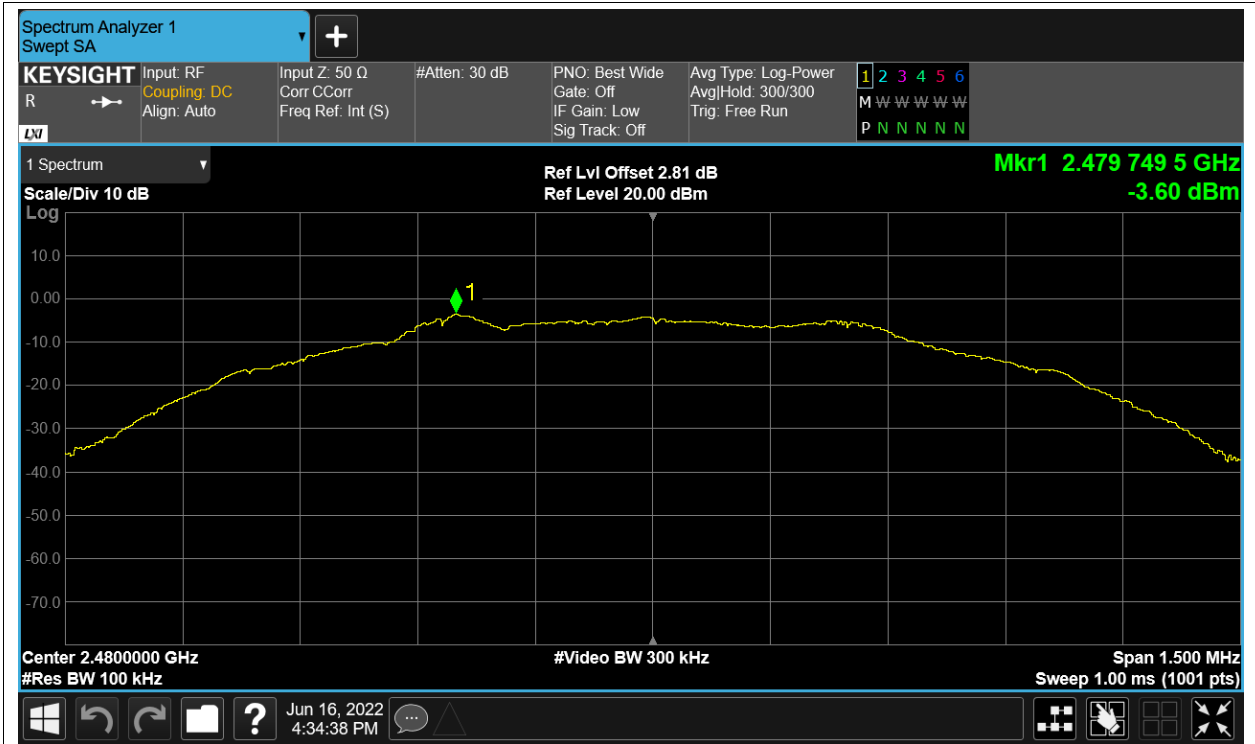 Spectrum Analyzer 1
Swept SA
KEYSIGHT
R
LXI
Input: RF
Coupling: DC
Align: Auto
Input Z: 50 Ω
Corr CCorr
Freq Ref: Int (S)
#Atten: 30 dB
PNO: Best Wide
Gate: Off
IF Gain: Low
Sig Track: Off
Avg Type: Log-Power
Avg|Hold: 300/300
Trig: Free Run
1 2 3 4 5 6
M W W W W W
P N N N N N
1 Spectrum
Scale/Div 10 dB
Log
Ref Lvl Offset 2.81 dB
Ref Level 20.00 dBm
Mkr1 2.479 749 5 GHz
-3.60 dBm
10.0
0.00
-10.0
-20.0
-30.0
-40.0
-50.0
-60.0
-70.0
1
Center 2.4800000 GHz
#Res BW 100 kHz
#Video BW 300 kHz
Span 1.500 MHz
Sweep 1.00 ms (1001 pts)
?
Jun 16, 2022
4:34:38 PM